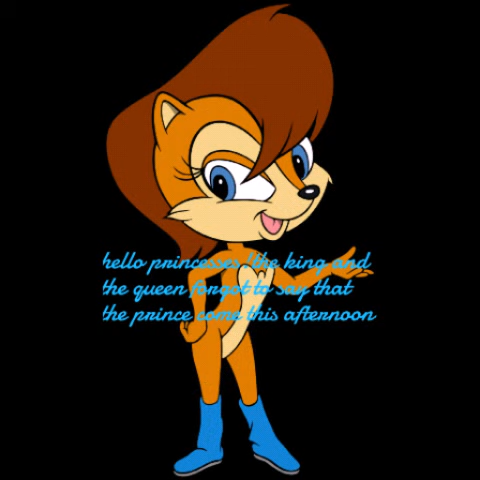 hello princesses !the king and
the queen forgot to say that
the prince come this afternoon